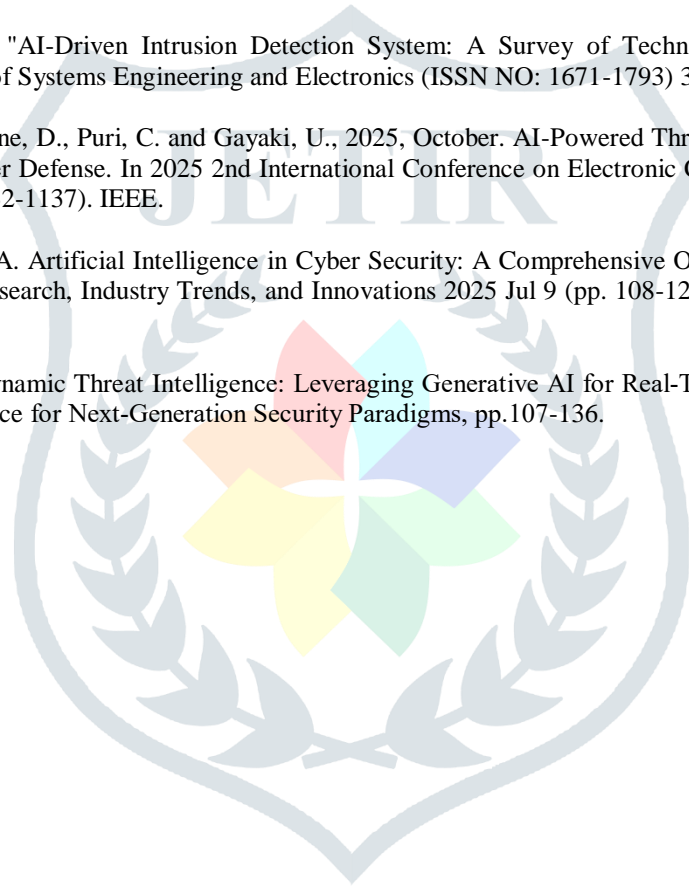 "AI-Driven Intrusion Detection System: A Survey of Techn
of Systems Engineering and Electronics (ISSN NO: 1671-1793) 3
ne, D., Puri, C. and Gayaki, U., 2025, October. AI-Powered Thr
r Defense. In 2025 2nd International Conference on Electronic C
2-1137). IEEE.
JETIR
A. Artificial Intelligence in Cyber Security: A Comprehensive O
search, Industry Trends, and Innovations 2025 Jul 9 (pp. 108-12
namic Threat Intelligence: Leveraging Generative AI for Real-T
ce for Next-Generation Security Paradigms, pp.107-136.